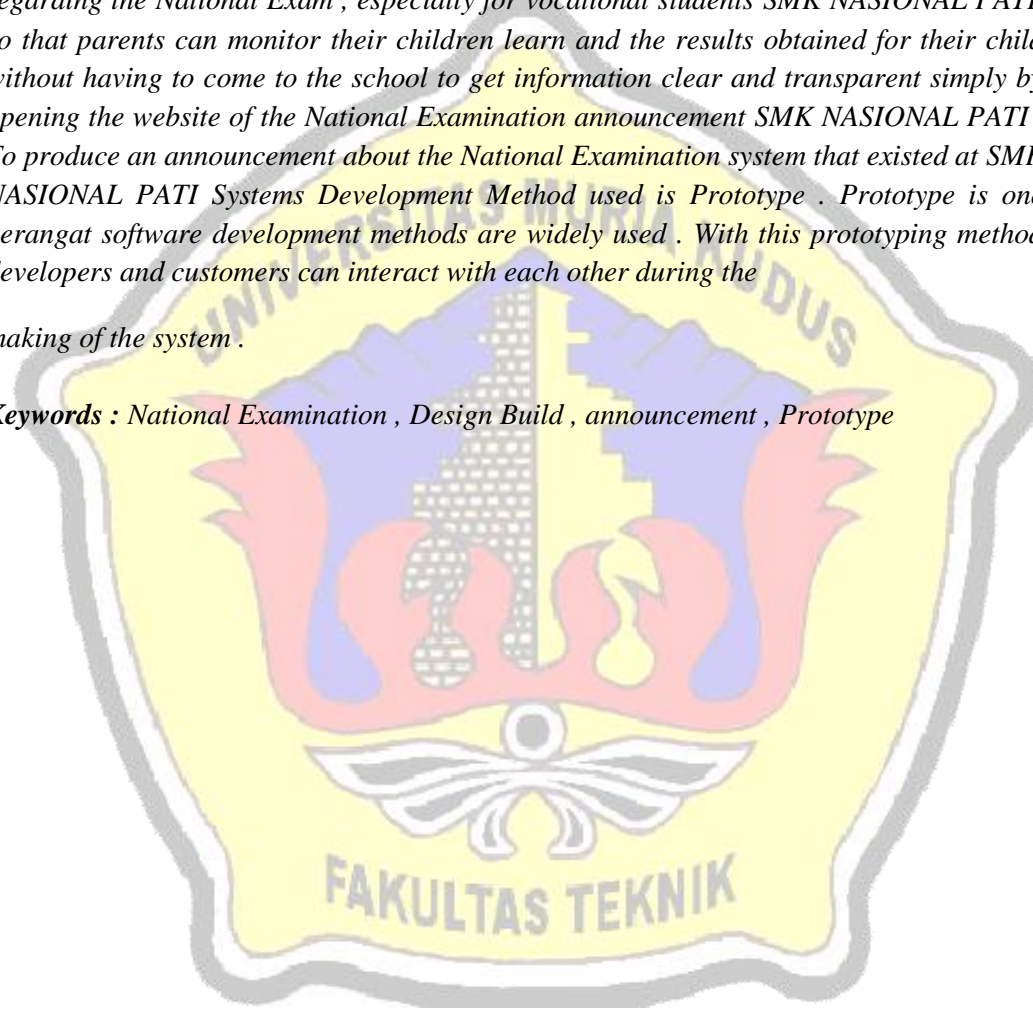 regarding the National Exam , especially for vocational students SMK NASIONAL PATI
so that parents can monitor their children learn and the results obtained for their child
without having to come to the school to get information clear and transparent simply by
opening the website of the National Examination announcement SMK NASIONAL PATI
To produce an announcement about the National Examination system that existed at SMK
NASIONAL PATI Systems Development Method used is Prototype . Prototype is one
perangat software development methods are widely used . With this prototyping method
developers and customers can interact with each other during the
making of the system .
Keywords : National Examination , Design Build , announcement , Prototype
UNIVERSITAS MURIA KUDUS
FAKULTAS TEKNIK